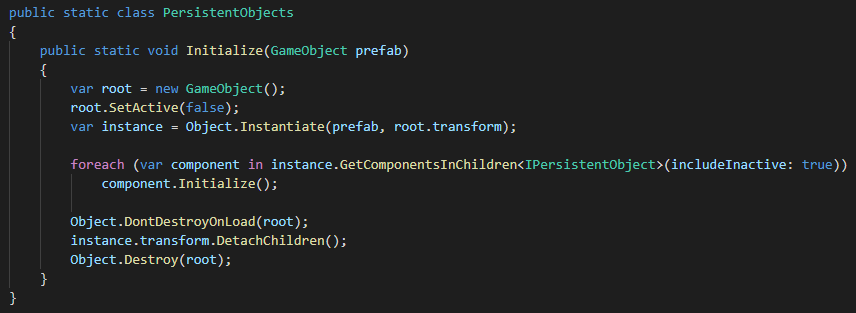 public static class PersistentObjects
{
    public static void Initialize(GameObject prefab)
    {
        var root = new GameObject();
        root.SetActive(false);
        var instance = Object.Instantiate(prefab, root.transform);

        foreach (var component in instance.GetComponentsInChildren<IPersistentObject>(includeInactive: true))
            component.Initialize();

        Object.DontDestroyOnLoad(root);
        instance.transform.DetachChildren();
        Object.Destroy(root);
    }
}